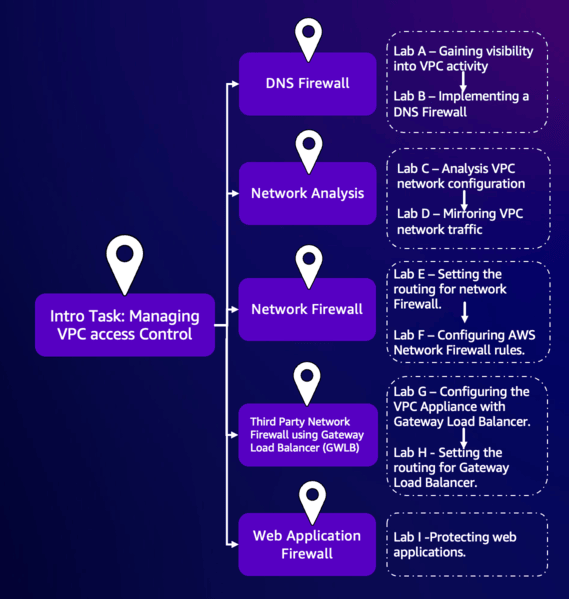 Intro Task: Managing
VPC access Control
DNS Firewall
Lab A – Gaining visibility
into VPC activity
Lab B – Implementing a
DNS Firewall
Network Analysis
Lab C – Analysis VPC
network configuration
Lab D – Mirroring VPC
network traffic
Network Firewall
Lab E – Setting the
routing for network
Firewall.
Lab F – Configuring AWS
Network Firewall rules.
Third Party Network
Firewall using Gateway
Load Balancer (GWLB)
Lab G – Configuring the
VPC Appliance with
Gateway Load Balancer.
Lab H - Setting the
routing for Gateway
Load Balancer.
Web Application
Firewall
Lab I -Protecting web
applications.